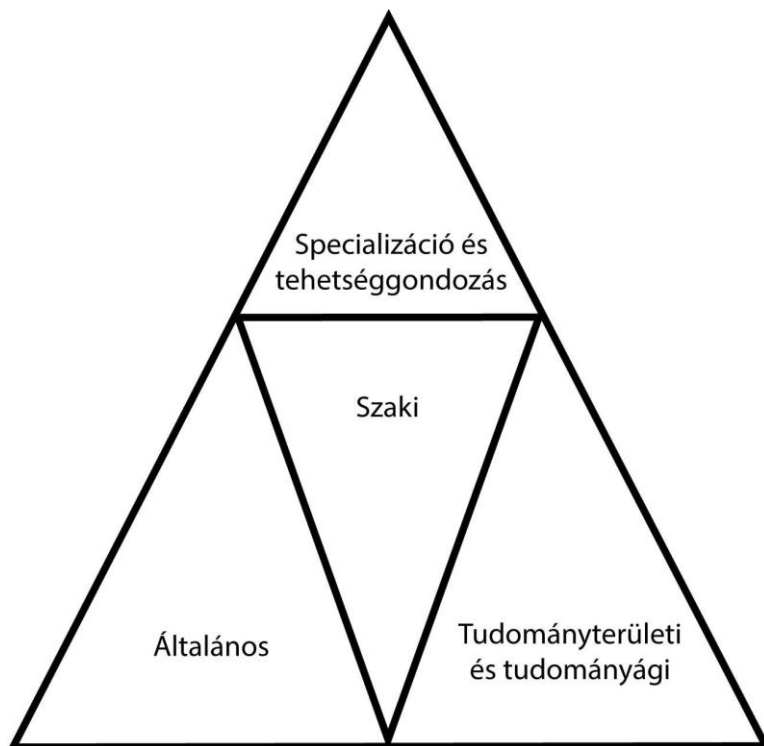 Specializáció és
tehetséggondozás
Szaki
Általános
Tudományterületi
és tudományági